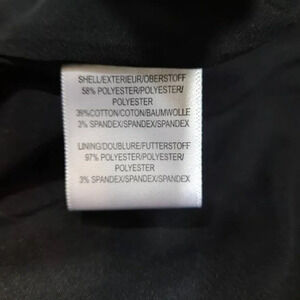 SHELL/EXTERIEUR/OBERSTOFF
58% POLYESTER/POLYESTER/
POLYESTER
39%COTTON/COTON/BAUMWOLLE
3% SPANDEX/SPANDEX/SPANDEX
LINING/DOUBLURE/FUTTERSTOFF
97% POLYESTER/POLYESTER/
POLYESTER
3% SPANDEX/SPANDEX/SPANDEX